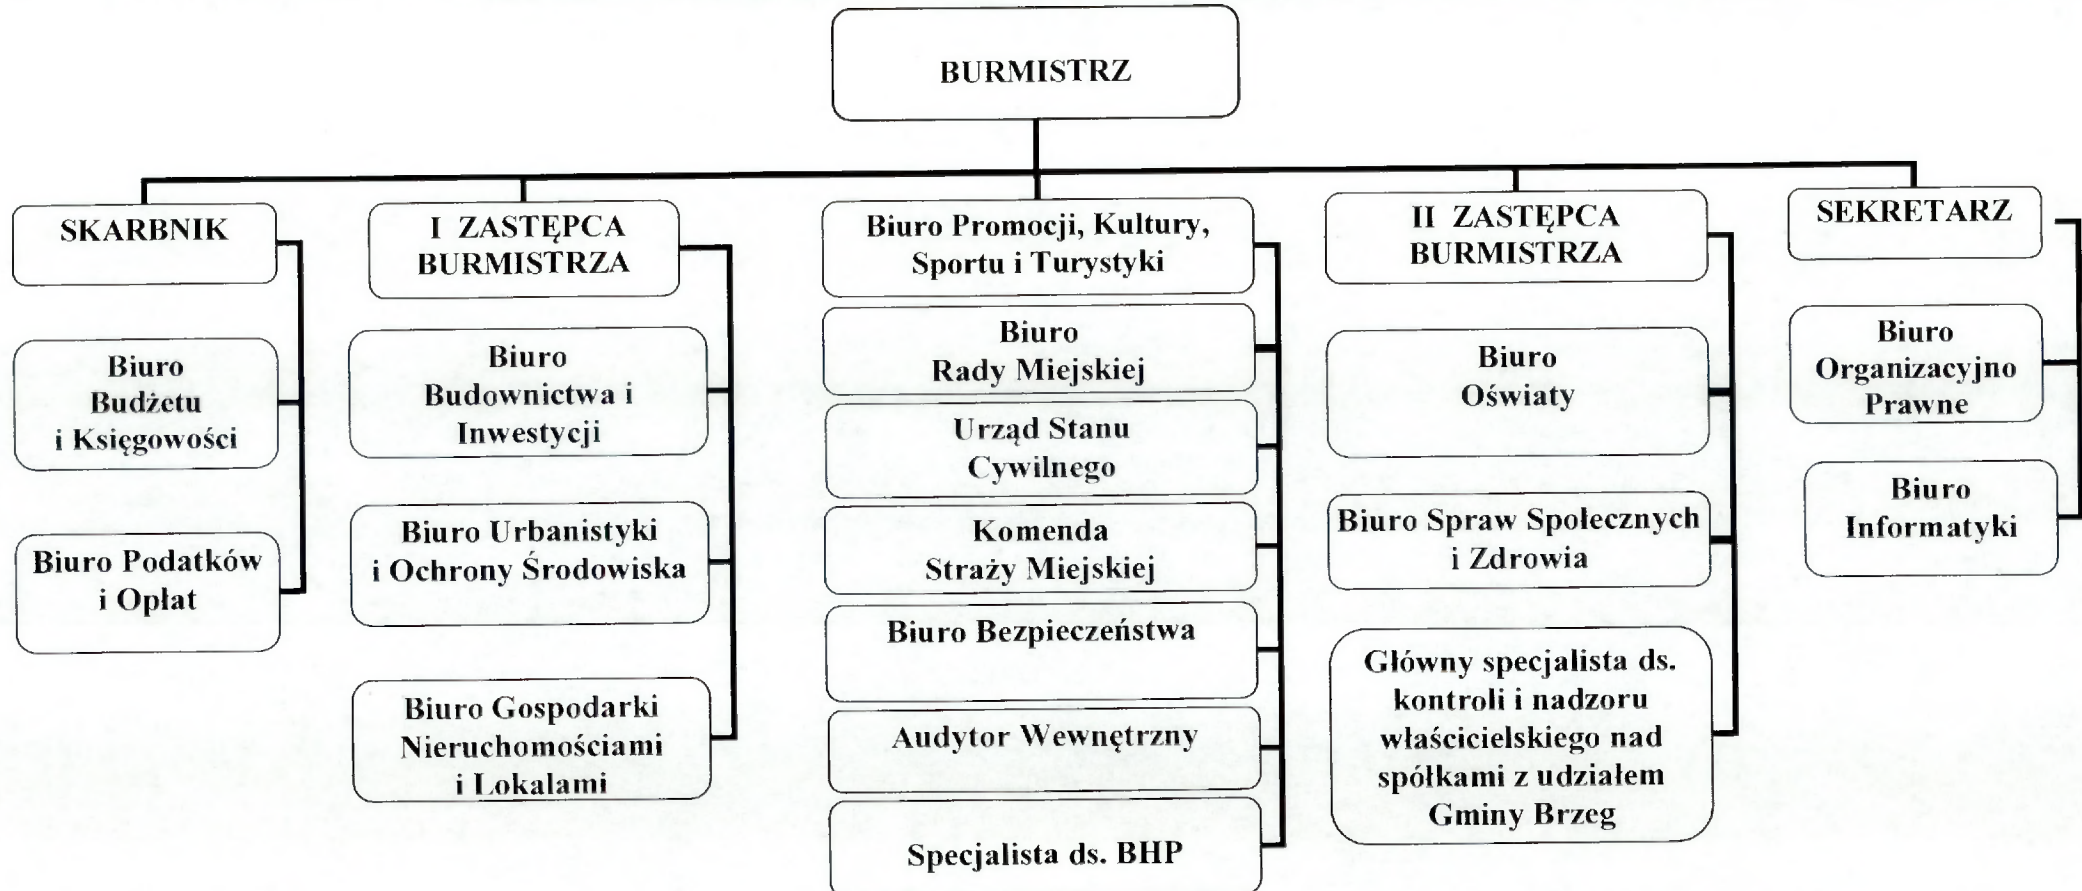 BURMISTRZ
SKARBNIK
Biuro
Budżetu
i Księgowości
Biuro Podatków
i Opłat
I ZASTĘPCA
BURMISTRZA
Biuro
Budownictwa i
Inwestycji
Biuro Urbanistyki
i Ochrony Środowiska
Biuro Gospodarki
Nieruchomościami
i Lokalami
Biuro Promocji, Kultury,
Sportu i Turystyki
Biuro
Rady Miejskiej
Urząd Stanu
Cywilnego
Komenda
Straży Miejskiej
Biuro Bezpieczeństwa
Audytor Wewnętrzny
Specjalista ds. BHP
II ZASTĘPCA
BURMISTRZA
Biuro
Oświaty
Biuro Spraw Społecznych
i Zdrowia
Główny specjalista ds.
kontroli i nadzoru
właścicielskiego nad
spółkami z udziałem
Gminy Brzeg
SEKRETARZ
Biuro
Organizacyjno
Prawne
Biuro
Informatyki